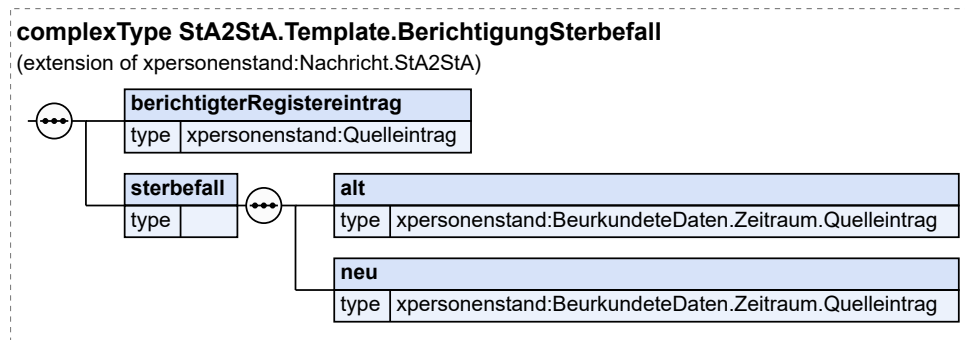 complexType StA2StA.Template.BerichtigungSterbefall
(extension of xpersonenstand:Nachricht.StA2StA)
berichtigterRegistereintrag
type xpersonenstand:Quelleintrag
sterbefall
type
alt
type xpersonenstand:BeurkundeteDaten.Zeitraum.Quelleintrag
neu
type xpersonenstand:BeurkundeteDaten.Zeitraum.Quelleintrag